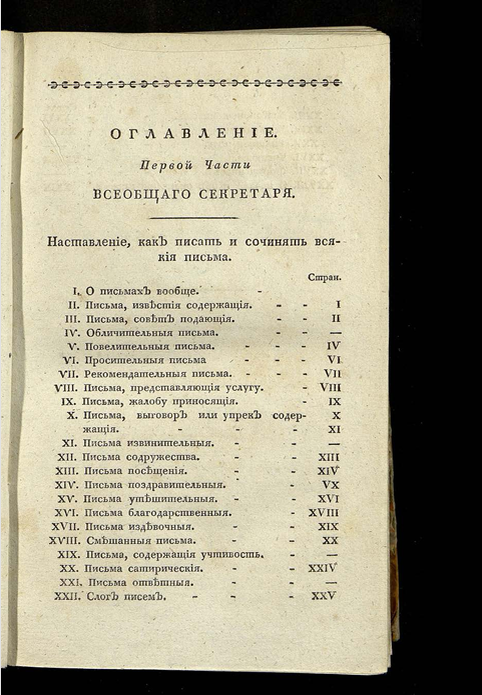 ОГЛАВЛЕНІЕ.
Первой Части
ВСЕОБЩАГО СЕКРЕТАРЯ.
Наставленіе, какЪ писать и сочинять вся-
кія письма.
Стран.
I. О письмахЪ вообще. -
II. Письма, извѣстія содержащія. - - I
III. Письма, совѣтЪ подающія. - - II
IV. Обличительныя письма. - - —
V. Повелительныя письма. - - - IV
VI. Просительныя письма - - - VI
VII. Рекомендательныя письма. - - - VII
VIII. Письма, представляющія услугу. - - VIII
IX. Письма, жалобу приносящія. - - IX
X. Письма, выговорЪ или упрекЪ содер- X
жащія. - - - XI
XI. Письма извинительныя. - - —
XII. Письма содружества. - - XIII
XIII. Письма посѣщенія. - - XIV
XIV. Письма поздравительныя. - - VX
XV. Письма утѣшительныя. - - XVI
XVI. Письма благодарственныя. - - XVIII
XVII. Письма издѣвочныя. - - XIX
XVIII. Смѣшанныя письма. - - XX
XIX. Письма, содержащія учтивость. - —
XX. Письма сатирическія. - - XXIV
XXI. Письма отвѣтныя. - - —
XXII. СлогЪ писемЪ. - - - XXV